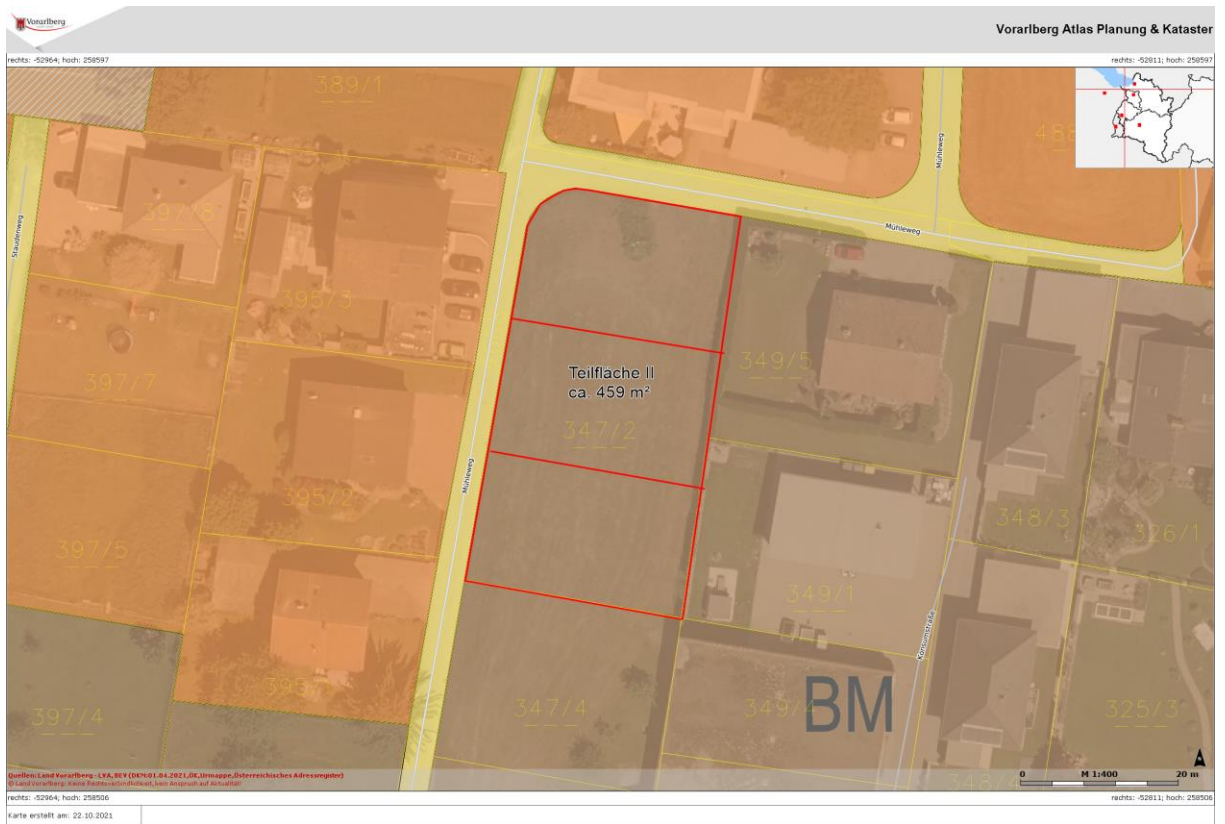 Vorarlberg
Vorarlberg Atlas Planung & Kataster
rechts: -52964; hoch: 258597
rechts: -52811; hoch: 258597
389/1
Mühleweg
397/8
395/3
Staudenweg
Mühleweg
349/5
Teilfläche II
ca. 459 m²
347/2
397/7
395/2
Mühleweg
348/3
326/1
397/5
349/1
Konsumstraße
397/4
347/4
349/4
BM
325/3
Quellen: Land Vorarlberg - LVA, BEV (DKM:01.04.2021, ÖK, Urmappe, Österreichisches Adressregister)
© Land Vorarlberg: Keine Rechtsverbindlichkeit, kein Anspruch auf Aktualität!
0 M 1:400 20 m
rechts: -52964; hoch: 258506
rechts: -52811; hoch: 258506
Karte erstellt am: 22.10.2021